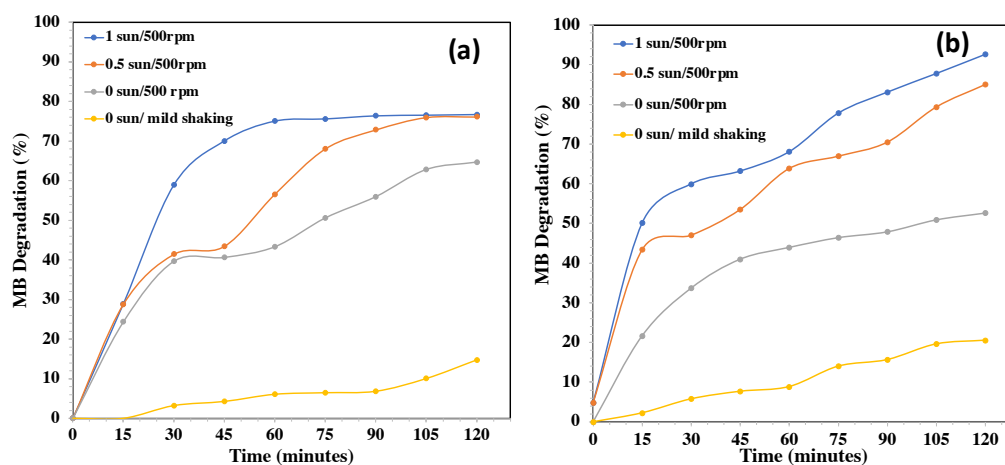 (a)
1 sun/500rpm
0.5 sun/500rpm
0 sun/500 rpm
0 sun/ mild shaking
MB Degradation (%)
100
90
80
70
60
50
40
30
20
10
0
0 15 30 45 60 75 90 105 120
Time (minutes)
(b)
1 sun/500rpm
0.5 sun/500rpm
0 sun/500rpm
0 sun/ mild shaking
MB Degradation (%)
100
90
80
70
60
50
40
30
20
10
0
0 15 30 45 60 75 90 105 120
Time (minutes)